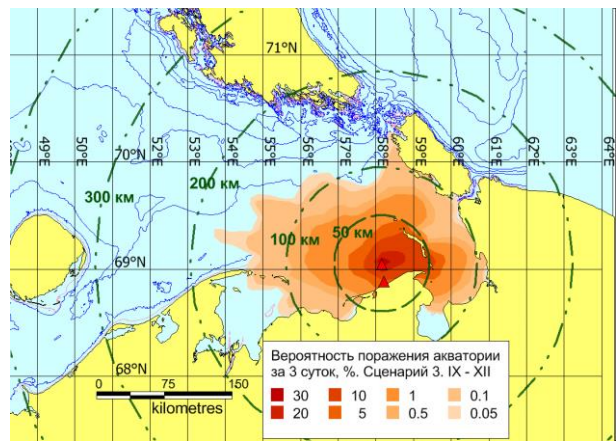 71°N
49°E
50°E
51°E
52°E
53°E
54°E
55°E
56°E
57°E
58°E
59°E
60°E
61°E
62°E
63°E
64°
70°N
300 км
200 км
100 км
50 км
69°N
68°N
0 75 150
kilometres
Вероятность поражения акватории
за 3 суток, %. Сценарий 3. IX - XII
30 10 1 0.1
20 5 0.5 0.05